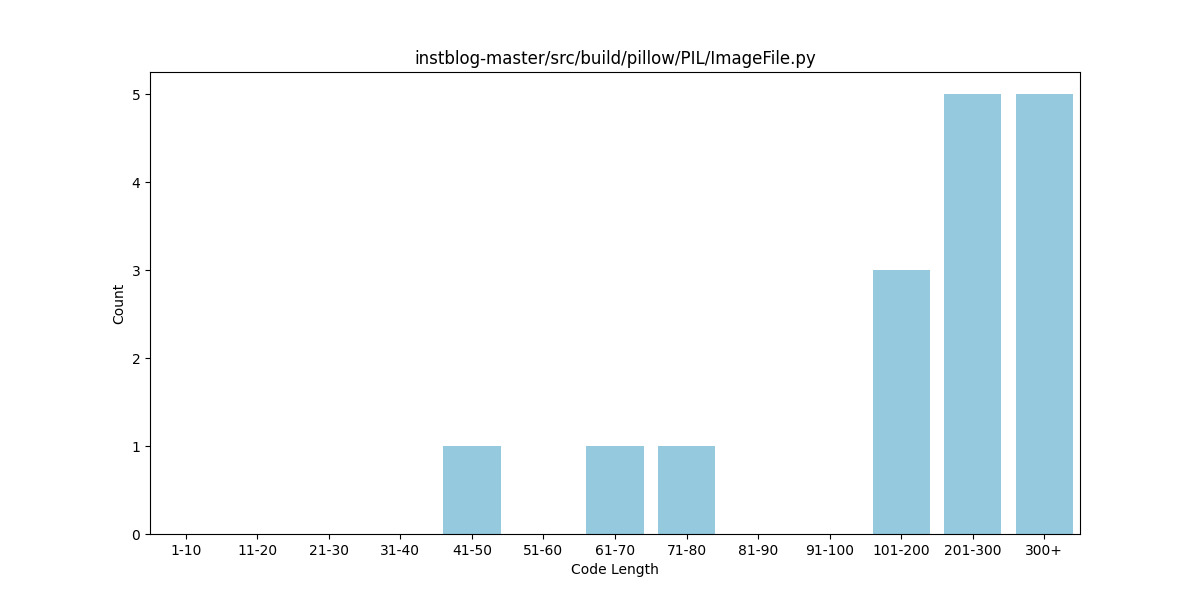 instblog-master/src/build/pillow/PIL/ImageFile.py
5
4
3
2
1
0
Count
1-10 11-20 21-30 31-40 41-50 51-60 61-70 71-80 81-90 91-100 101-200 201-300 300+
Code Length